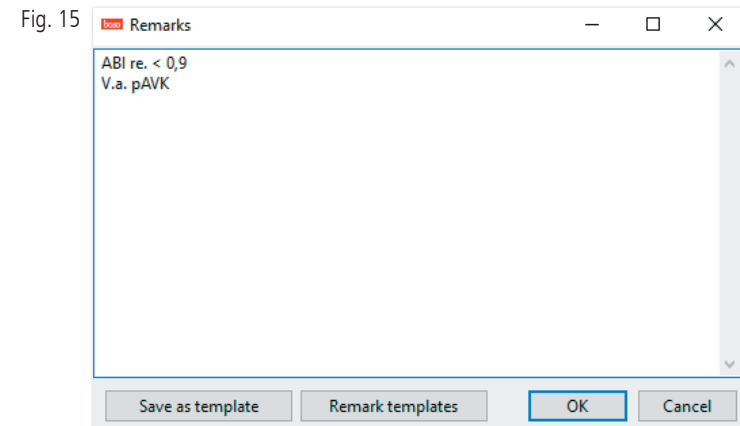 Fig. 15
boso Remarks
ABI re. < 0,9
V.a. pAVK
Save as template Remark templates OK Cancel